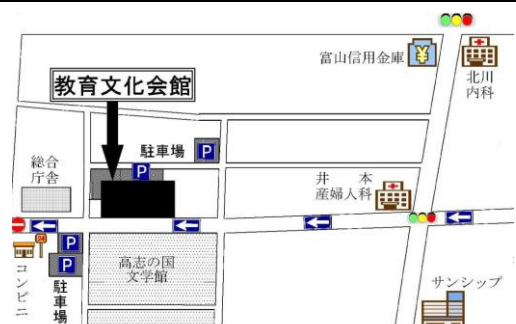 富山信用金庫
¥
北川
内科
教育文化会館
駐車場 P
P
総合
庁舎
井本
産婦人科
P
P
高志の国
文学館
コンビニ
駐車場
サンシップ